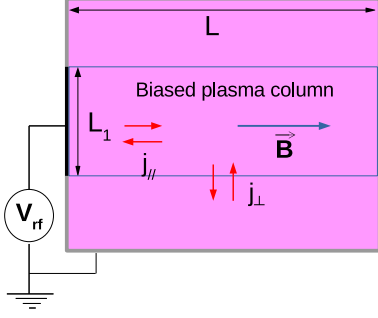 L
Biased plasma column
L₁
B
j//
j⊥
Vrf